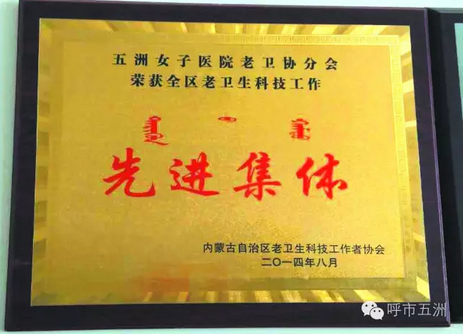 五洲女子医院老卫协分会
荣获全区老卫生科技工作
先进集体
内蒙古自治区老卫生科技工作者协会
二〇一四年八月
呼市五洲